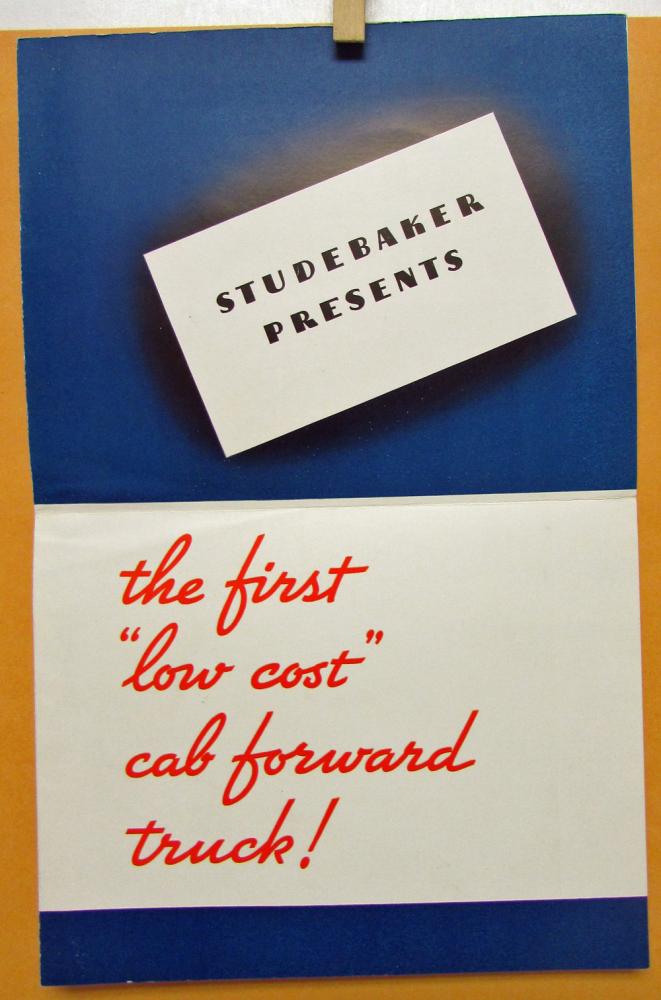 STUDEBAKER
PRESENTS
the first
“low cost”
cab forward
truck!